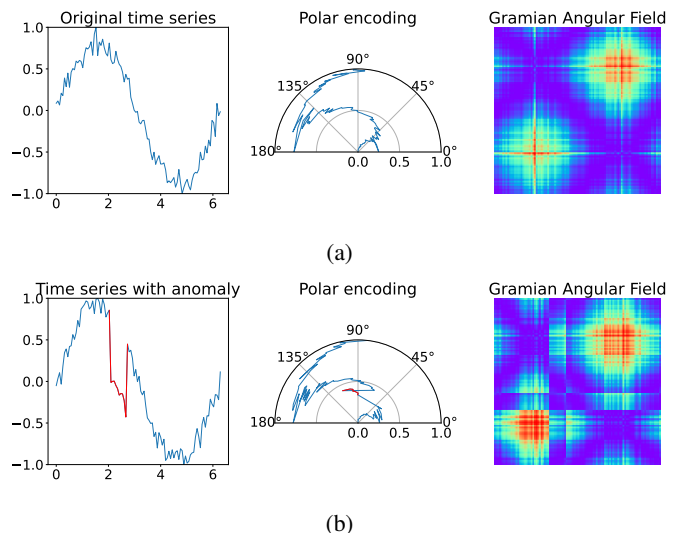 Original time series
Polar encoding
Gramian Angular Field
1.0
0.5
0.0
−0.5
−1.0
0 2 4 6
90°
135° 45°
180° 0°
0.0 0.5 1.0
(a)
Time series with anomaly
Polar encoding
Gramian Angular Field
1.0
0.5
0.0
−0.5
−1.0
0 2 4 6
90°
135° 45°
180° 0°
0.0 0.5 1.0
(b)